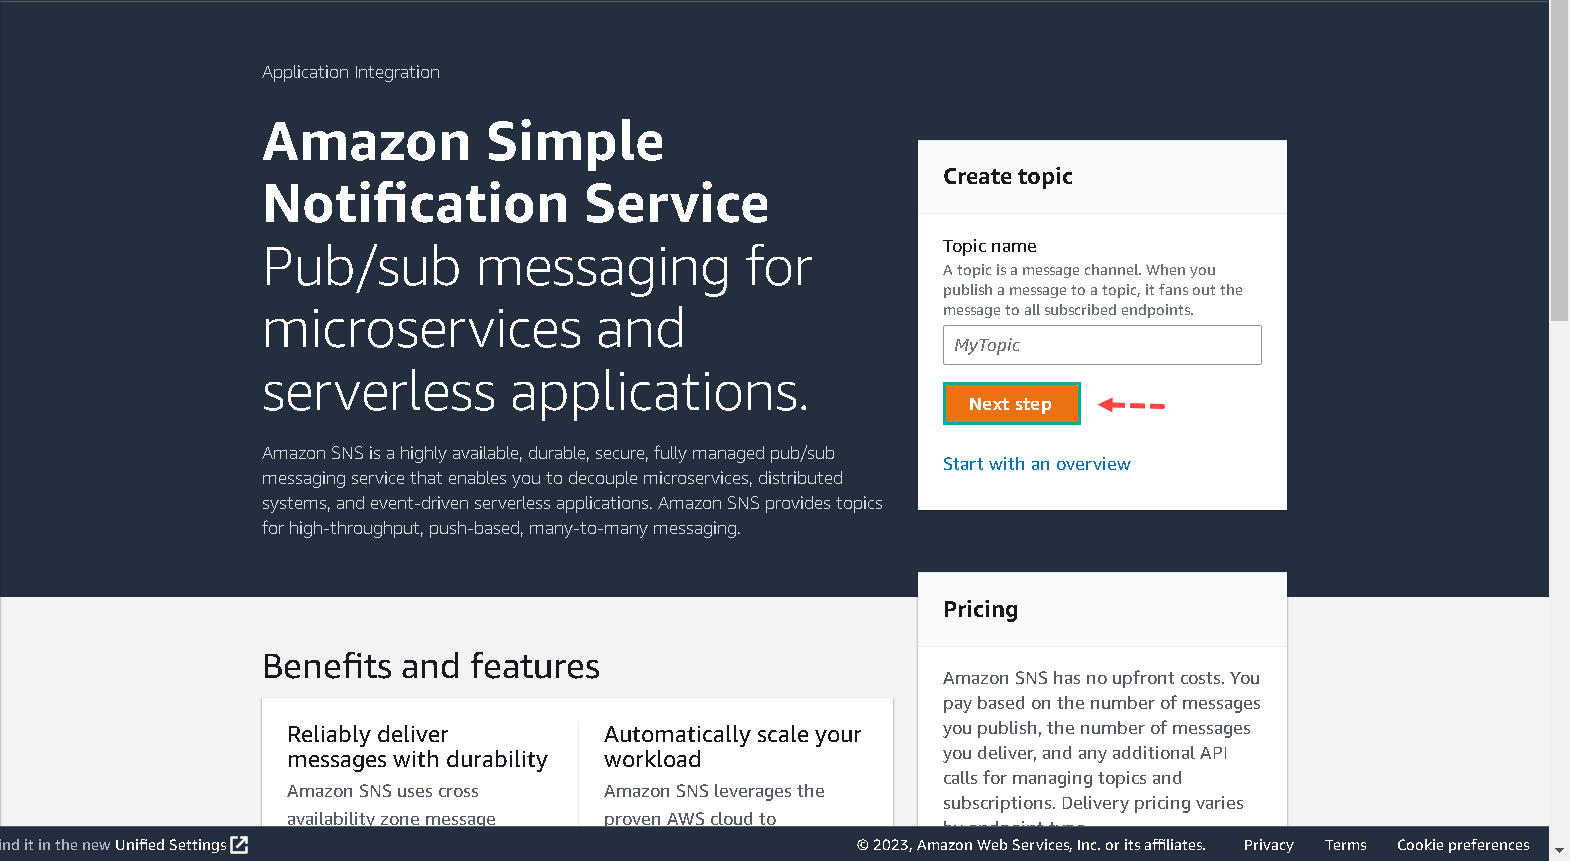 Application Integration
Amazon Simple
Notification Service
Pub/sub messaging for
microservices and
serverless applications.
Amazon SNS is a highly available, durable, secure, fully managed pub/sub
messaging service that enables you to decouple microservices, distributed
systems, and event-driven serverless applications. Amazon SNS provides topics
for high-throughput, push-based, many-to-many messaging.
Create topic
Topic name
A topic is a message channel. When you
publish a message to a topic, it fans out the
message to all subscribed endpoints.
MyTopic
Next step
Start with an overview
Pricing
Amazon SNS has no upfront costs. You
pay based on the number of messages
you publish, the number of messages
you deliver, and any additional API
calls for managing topics and
subscriptions. Delivery pricing varies
by endpoint type.
Benefits and features
Reliably deliver
messages with durability
Amazon SNS uses cross
availability zone message
Automatically scale your
workload
Amazon SNS leverages the
proven AWS cloud to
ind it in the new Unified Settings
© 2023, Amazon Web Services, Inc. or its affiliates.
Privacy
Terms
Cookie preferences